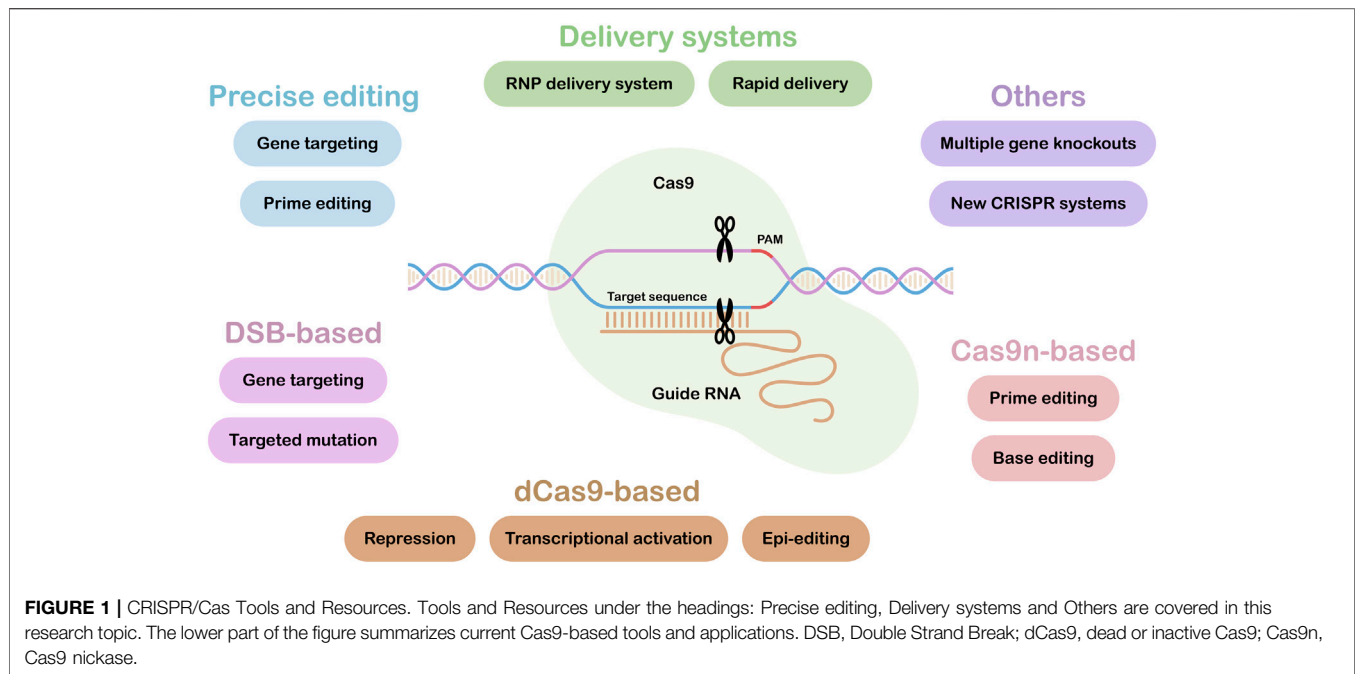 Delivery systems
RNP delivery system
Rapid delivery
Precise editing
Gene targeting
Prime editing
Others
Multiple gene knockouts
New CRISPR systems
Cas9
PAM
Target sequence
Guide RNA
DSB-based
Gene targeting
Targeted mutation
Cas9n-based
Prime editing
Base editing
dCas9-based
Repression
Transcriptional activation
Epi-editing
FIGURE 1 | CRISPR/Cas Tools and Resources. Tools and Resources under the headings: Precise editing, Delivery systems and Others are covered in this
research topic. The lower part of the figure summarizes current Cas9-based tools and applications. DSB, Double Strand Break; dCas9, dead or inactive Cas9; Cas9n,
Cas9 nickase.